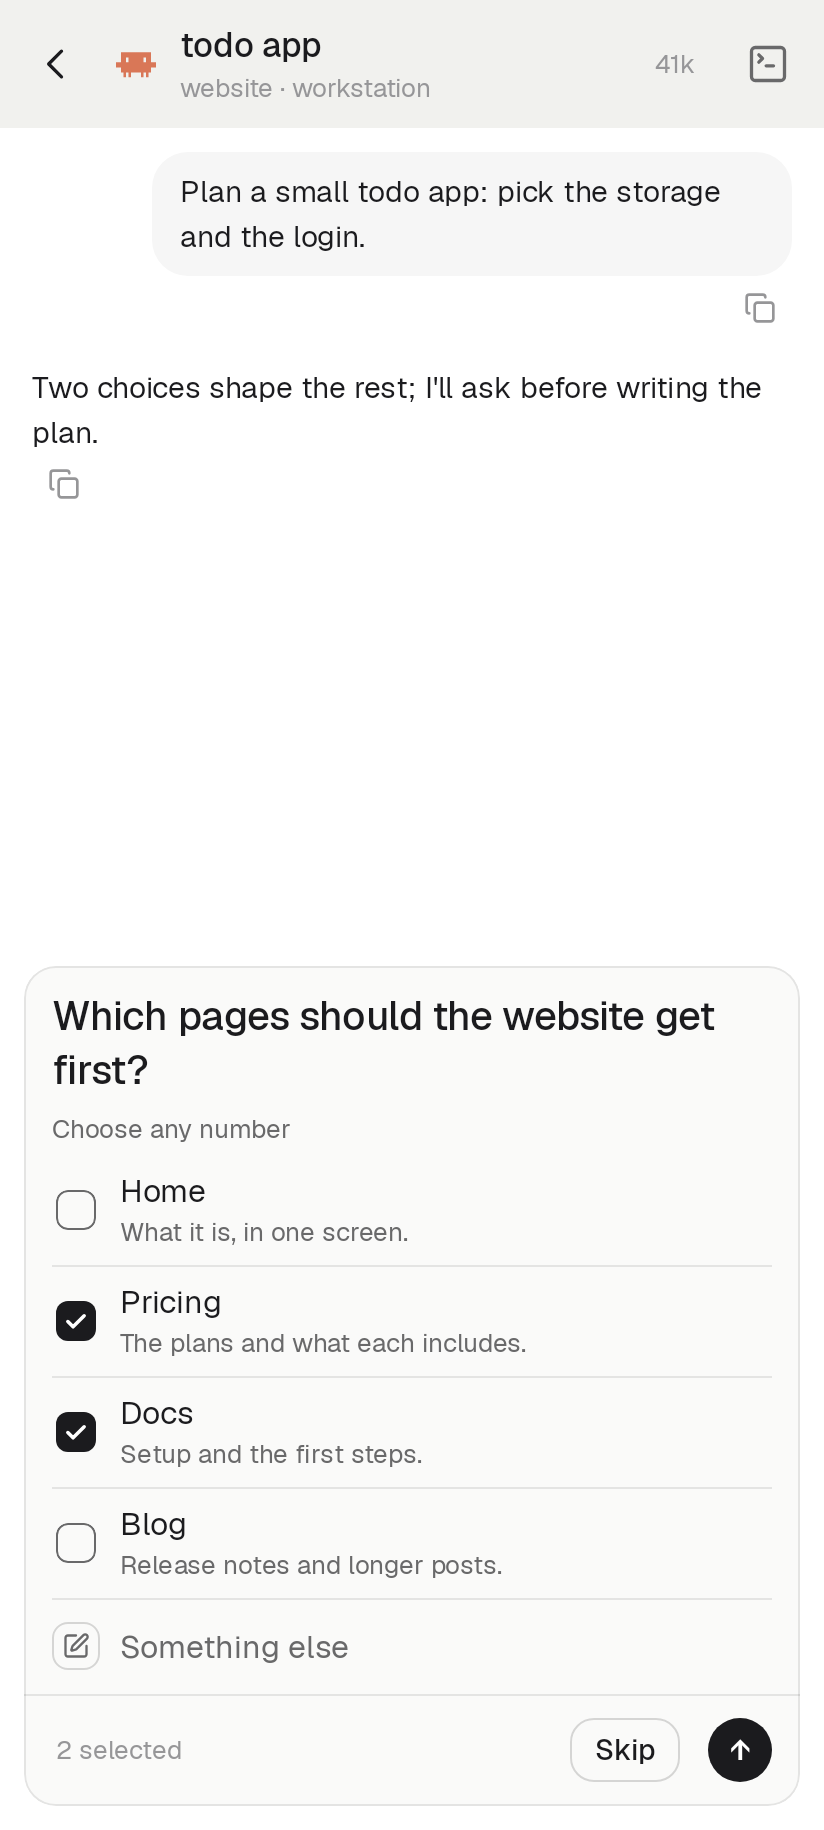 todo app
website · workstation
41k
Plan a small todo app: pick the storage
and the login.
Two choices shape the rest; I'll ask before writing the
plan.
Which pages should the website get
first?
Choose any number
Home
What it is, in one screen.
Pricing
The plans and what each includes.
Docs
Setup and the first steps.
Blog
Release notes and longer posts.
Something else
2 selected
Skip